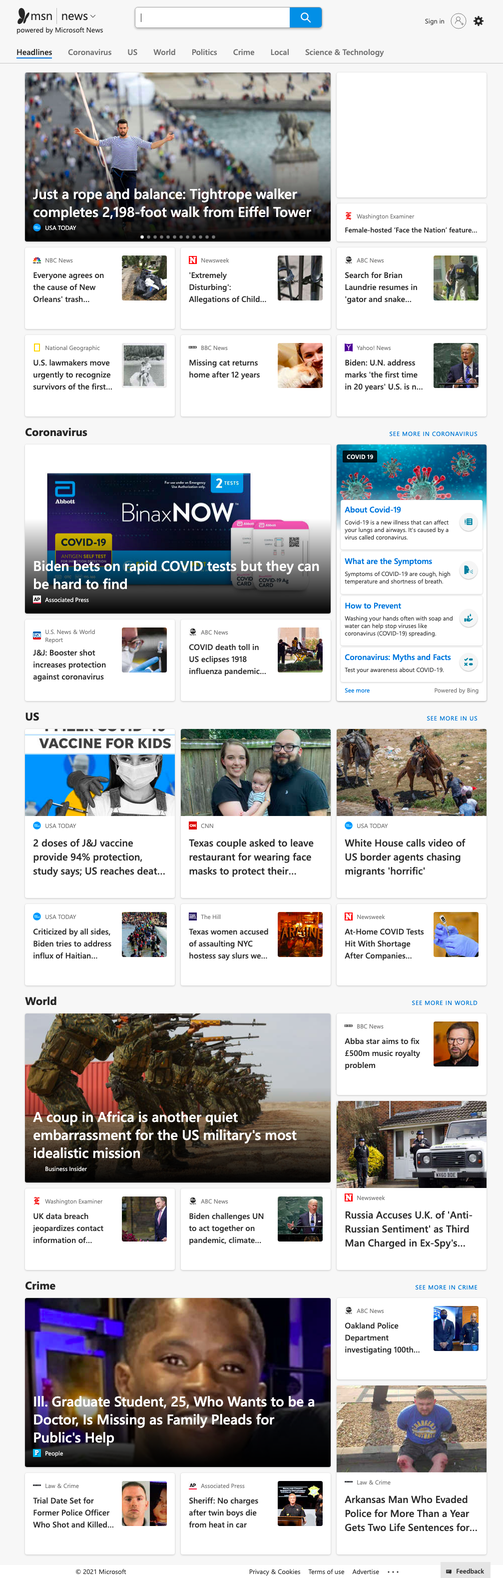 msn news
powered by Microsoft News
Sign in
Headlines Coronavirus US World Politics Crime Local Science & Technology
Just a rope and balance: Tightrope walker
completes 2,198-foot walk from Eiffel Tower
USA TODAY
Washington Examiner
Female-hosted 'Face the Nation' feature...
NBC News
Everyone agrees on
the cause of New
Orleans' trash...
Newsweek
'Extremely
Disturbing':
Allegations of Child...
ABC News
Search for Brian
Laundrie resumes in
'gator and snake...
National Geographic
U.S. lawmakers move
urgently to recognize
survivors of the first...
BBC News
Missing cat returns
home after 12 years
Yahoo! News
Biden: U.N. address
marks 'the first time
in 20 years' U.S. is n...
Coronavirus
SEE MORE IN CORONAVIRUS
Abbott
2 TESTS
BinaxNOW
COVID-19
ANTIGEN SELF TEST
COVID-19
Ag CARD
Biden bets on rapid COVID tests but they can
be hard to find
Associated Press
COVID 19
About Covid-19
Covid-19 is a new illness that can affect
your lungs and airways. It's caused by a
virus called coronavirus.
What are the Symptoms
Symptoms of COVID-19 are cough, high
temperature and shortness of breath.
How to Prevent
Washing your hands often with soap and
water can help stop viruses like
coronavirus (COVID-19) spreading.
Coronavirus: Myths and Facts
Test your awareness about COVID-19.
See more
Powered by Bing
U.S. News & World
Report
J&J: Booster shot
increases protection
against coronavirus
ABC News
COVID death toll in
US eclipses 1918
influenza pandemic...
US
SEE MORE IN US
VACCINE FOR KIDS
USA TODAY
2 doses of J&J vaccine
provide 94% protection,
study says; US reaches deat...
CNN
Texas couple asked to leave
restaurant for wearing face
masks to protect their...
USA TODAY
White House calls video of
US border agents chasing
migrants 'horrific'
USA TODAY
Criticized by all sides,
Biden tries to address
influx of Haitian...
The Hill
Texas women accused
of assaulting NYC
hostess say slurs we...
Newsweek
At-Home COVID Tests
Hit With Shortage
After Companies...
World
SEE MORE IN WORLD
A coup in Africa is another quiet
embarrassment for the US military's most
idealistic mission
Business Insider
BBC News
Abba star aims to fix
£500m music royalty
problem
Newsweek
Russia Accuses U.K. of 'Anti-
Russian Sentiment' as Third
Man Charged in Ex-Spy's...
Washington Examiner
UK data breach
jeopardizes contact
information of...
ABC News
Biden challenges UN
to act together on
pandemic, climate...
Crime
SEE MORE IN CRIME
Ill. Graduate Student, 25, Who Wants to be a
Doctor, Is Missing as Family Pleads for
Public's Help
People
ABC News
Oakland Police
Department
investigating 100th...
Law & Crime
Arkansas Man Who Evaded
Police for More Than a Year
Gets Two Life Sentences for...
Law & Crime
Trial Date Set for
Former Police Officer
Who Shot and Killed...
Associated Press
Sheriff: No charges
after twin boys die
from heat in car
© 2021 Microsoft
Privacy & Cookies Terms of use Advertise ...
Feedback